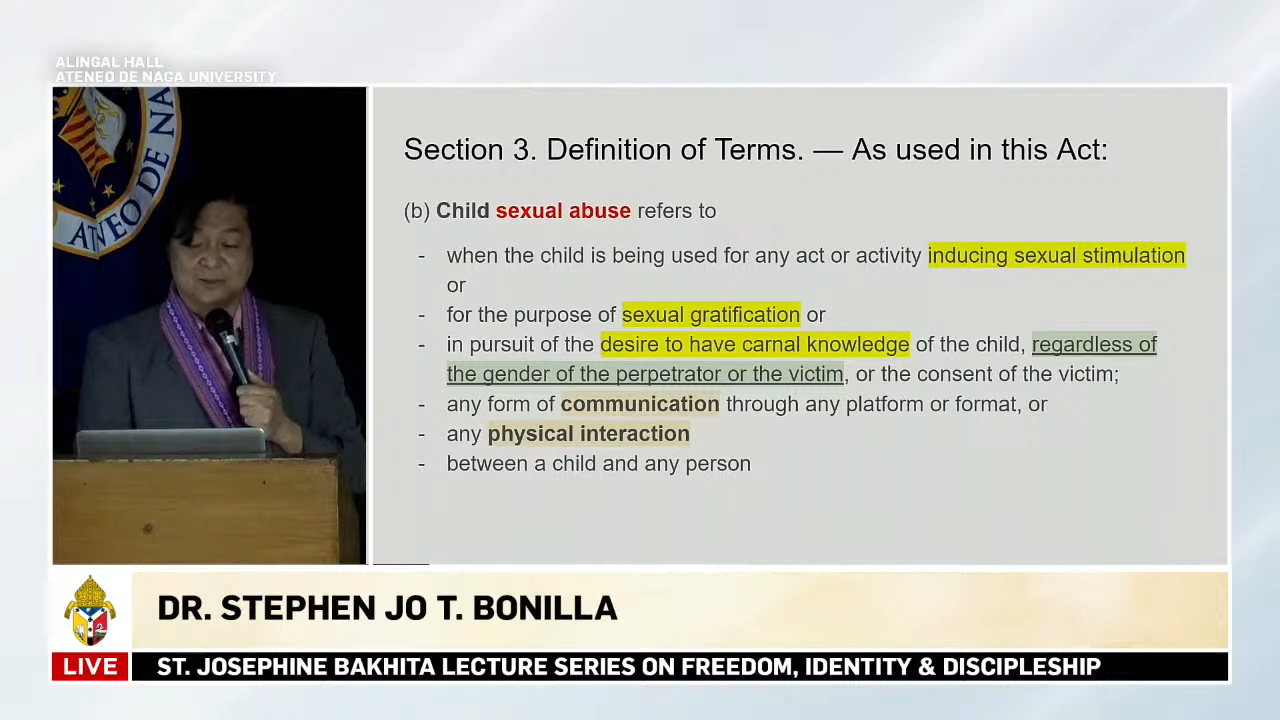 ALINGAL HALL
ATENEO DE NAGA UNIVERSITY
ATENEO DE NA
Section 3. Definition of Terms. — As used in this Act:
(b) Child sexual abuse refers to
- when the child is being used for any act or activity inducing sexual stimulation
or
- for the purpose of sexual gratification or
- in pursuit of the desire to have carnal knowledge of the child, regardless of
the gender of the perpetrator or the victim, or the consent of the victim;
- any form of communication through any platform or format, or
- any physical interaction
- between a child and any person
DR. STEPHEN JO T. BONILLA
LIVE
ST. JOSEPHINE BAKHITA LECTURE SERIES ON FREEDOM, IDENTITY & DISCIPLESHIP